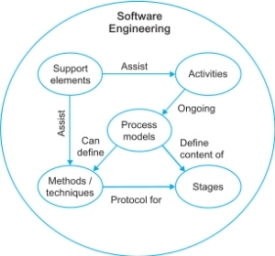 Software
Engineering
Support
elements
Assist
Activities
Ongoing
Assist
Process
models
Can
define
Define
content of
Methods /
techniques
Protocol for
Stages